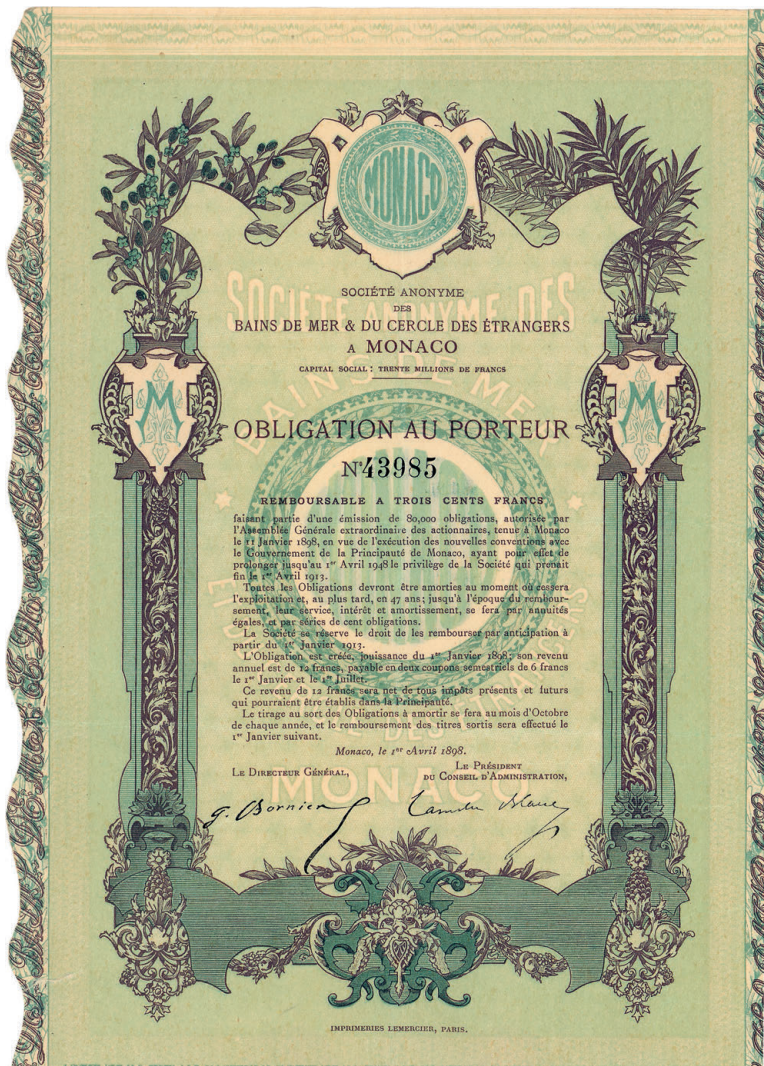 MONACO
SOCIÉTÉ ANONYME
DES
BAINS DE MER & DU CERCLE DES ÉTRANGERS
A MONACO
CAPITAL SOCIAL : TRENTE MILLIONS DE FRANCS
OBLIGATION AU PORTEUR
N° 43985
REMBOURSABLE A TROIS CENTS FRANCS,
faisant partie d'une émission de 80,000 obligations, autorisée par
l'Assemblée Générale extraordinaire des actionnaires, tenue à Monaco
le 11 Janvier 1898, en vue de l'exécution des nouvelles conventions avec
le Gouvernement de la Principauté de Monaco, ayant pour effet de
prolonger jusqu'au 1er Avril 1948 le privilège de la Société qui prenait
fin le 1er Avril 1913.
Toutes les Obligations devront être amorties au moment où cessera
l'exploitation et, au plus tard, en 47 ans ; jusqu'à l'époque du rembour-
sement, leur service, intérêt et amortissement, se fera par annuités
égales, et par séries de cent obligations.
La Société se réserve le droit de les rembourser par anticipation à
partir du 1er Janvier 1913.
L'Obligation est créée, jouissance du 1er Janvier 1898 ; son revenu
annuel est de 12 francs, payable en deux coupons semestriels de 6 francs
le 1er Janvier et le 1er Juillet.
Ce revenu de 12 francs sera net de tous impôts présents et futurs
qui pourraient être établis dans la Principauté.
Le tirage au sort des Obligations à amortir se fera au mois d'Octobre
de chaque année, et le remboursement des titres sortis sera effectué le
1er Janvier suivant.
Monaco, le 1er Avril 1898.
LE DIRECTEUR GÉNÉRAL,
LE PRÉSIDENT
DU CONSEIL D'ADMINISTRATION,
G. Bornier
Camille Blanc
SOCIÉTÉ ANONYME DES
BAINS DE MER
MONACO
M
M
IMPRIMERIES LEMERCIER, PARIS.